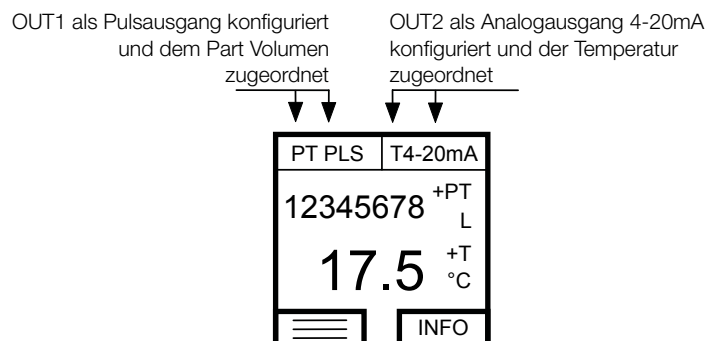 OUT1 als Pulsausgang konfiguriert
und dem Part Volumen
zugeordnet
OUT2 als Analogausgang 4-20mA
konfiguriert und der Temperatur
zugeordnet
PT PLS T4-20mA
12345678 +PT
L
17.5 +T
°C
INFO